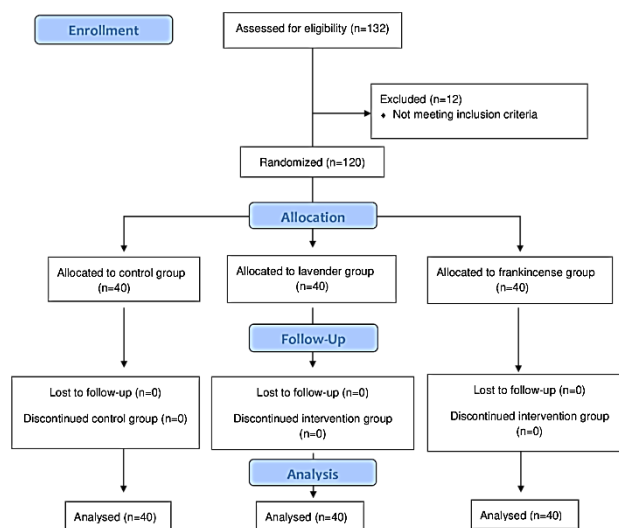 Enrollment
Assessed for eligibility (n=132)
Excluded (n=12)
♦ Not meeting inclusion criteria
Randomized (n=120)
Allocation
Allocated to control group
(n=40)
Allocated to lavender group
(n=40)
Allocated to frankincense group
(n=40)
Follow-Up
Lost to follow-up (n=0)
Discontinued control group (n=0)
Lost to follow-up (n=0)
Discontinued intervention group
(n=0)
Lost to follow-up (n=0)
Discontinued intervention group
(n=0)
Analysis
Analysed (n=40)
Analysed (n=40)
Analysed (n=40)